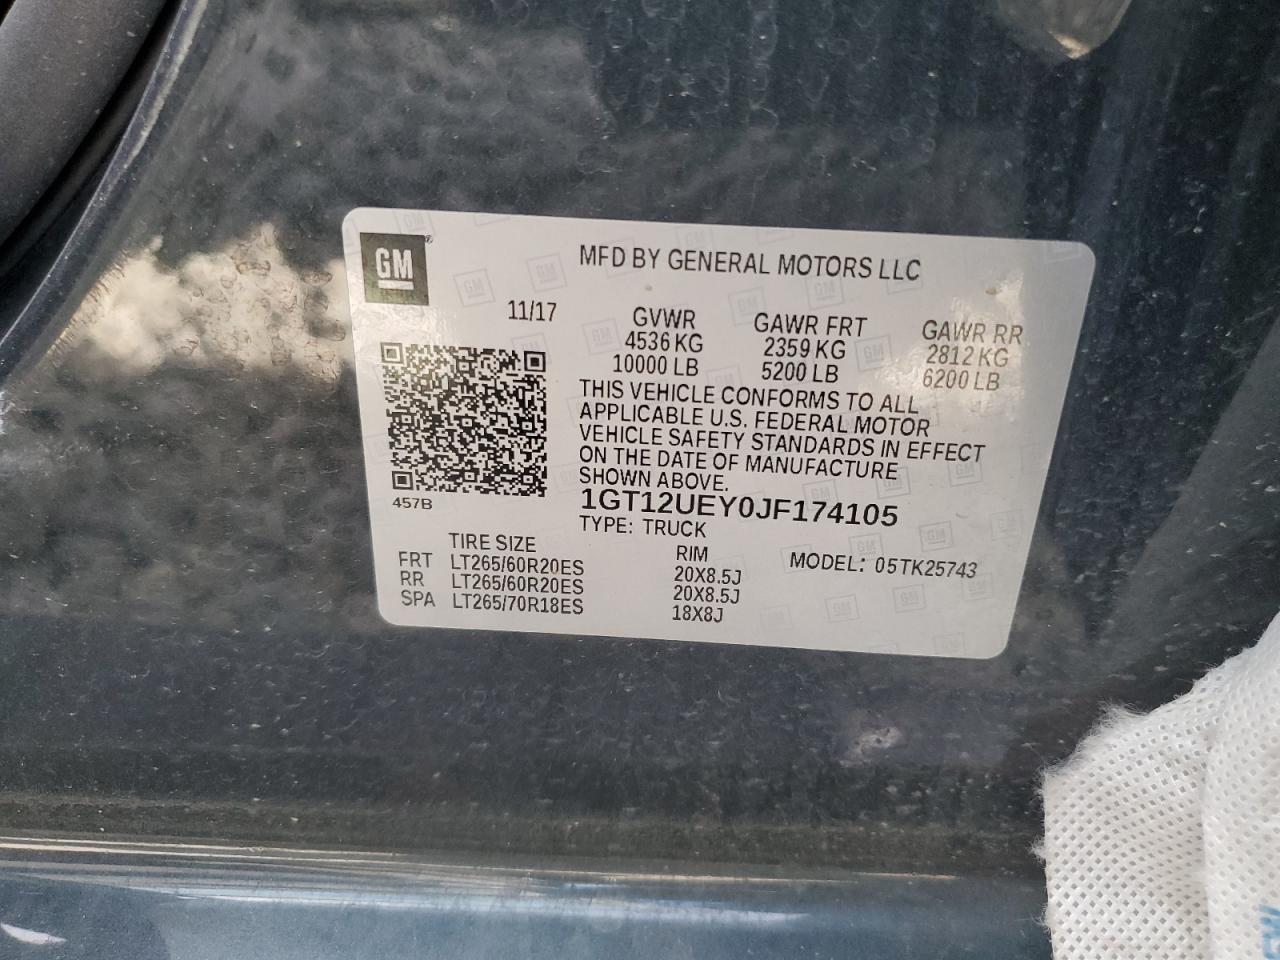 GM
MFD BY GENERAL MOTORS LLC
11/17
GVWR
4536 KG
10000 LB
GAWR FRT
2359 KG
5200 LB
GAWR RR
2812 KG
6200 LB
THIS VEHICLE CONFORMS TO ALL
APPLICABLE U.S. FEDERAL MOTOR
VEHICLE SAFETY STANDARDS IN EFFECT
ON THE DATE OF MANUFACTURE
SHOWN ABOVE.
457B
1GT12UEY0JF174105
TYPE: TRUCK
MODEL: 05TK25743
TIRE SIZE RIM
FRT LT265/60R20ES 20X8.5J
RR LT265/60R20ES 20X8.5J
SPA LT265/70R18ES 18X8J